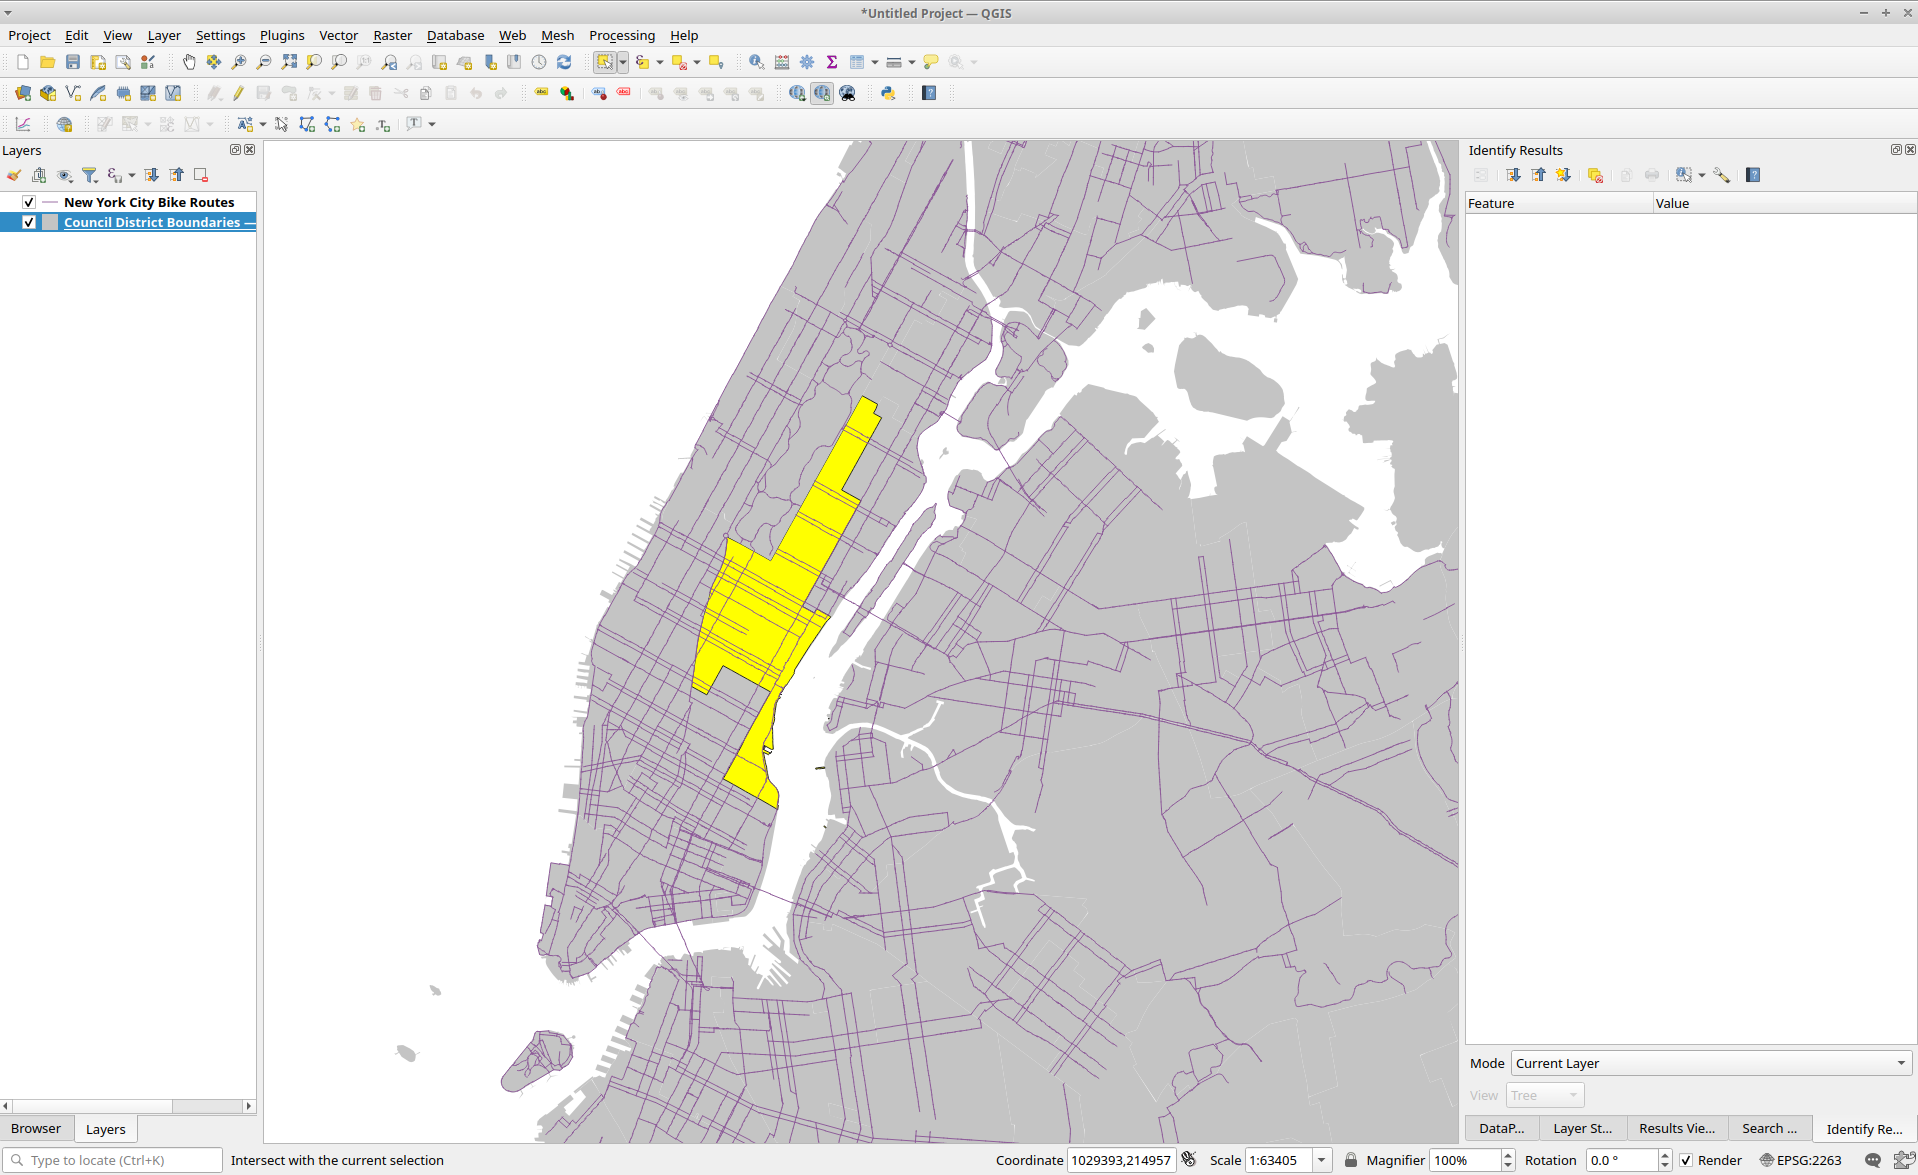 *Untitled Project — QGIS
Project Edit View Layer Settings Plugins Vector Raster Database Web Mesh Processing Help
Layers
New York City Bike Routes
Council District Boundaries —
Identify Results
Feature Value
Mode Current Layer
View Tree
Browser Layers
DataP... Layer St... Results Vie... Search ... Identify Re...
Type to locate (Ctrl+K) Intersect with the current selection Coordinate 1029393,214957 Scale 1:63405 Magnifier 100% Rotation 0.0 ° Render EPSG:2263